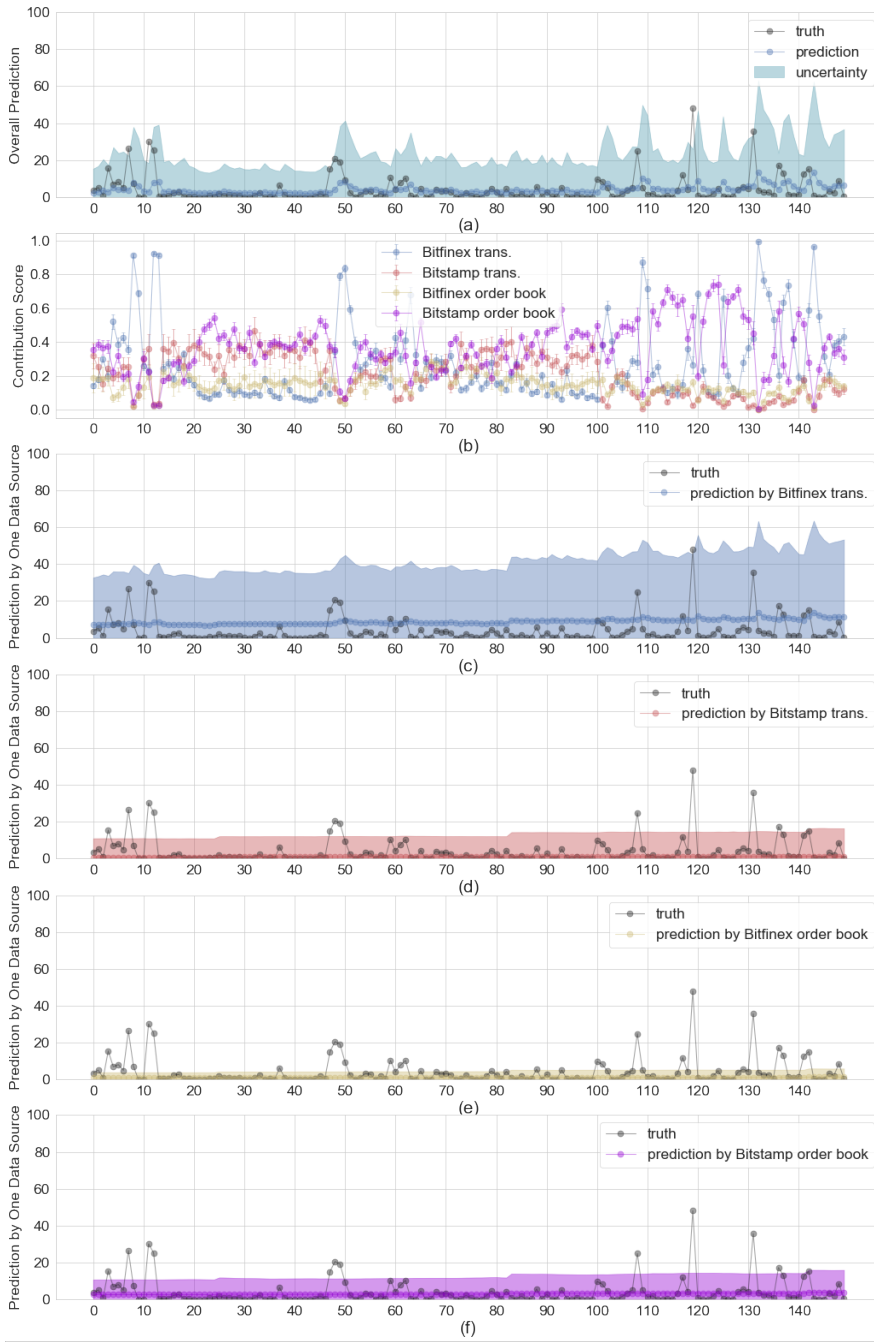 Overall Prediction
100
80
60
40
20
0
truth
prediction
uncertainty
0 10 20 30 40 50 60 70 80 90 100 110 120 130 140
(a)
Contribution Score
1.0
0.8
0.6
0.4
0.2
0.0
Bitfinex trans.
Bitstamp trans.
Bitfinex order book
Bitstamp order book
0 10 20 30 40 50 60 70 80 90 100 110 120 130 140
(b)
Prediction by One Data Source
100
80
60
40
20
0
truth
prediction by Bitfinex trans.
0 10 20 30 40 50 60 70 80 90 100 110 120 130 140
(c)
Prediction by One Data Source
100
80
60
40
20
0
truth
prediction by Bitstamp trans.
0 10 20 30 40 50 60 70 80 90 100 110 120 130 140
(d)
Prediction by One Data Source
100
80
60
40
20
0
truth
prediction by Bitfinex order book
0 10 20 30 40 50 60 70 80 90 100 110 120 130 140
(e)
Prediction by One Data Source
100
80
60
40
20
0
truth
prediction by Bitstamp order book
0 10 20 30 40 50 60 70 80 90 100 110 120 130 140
(f)